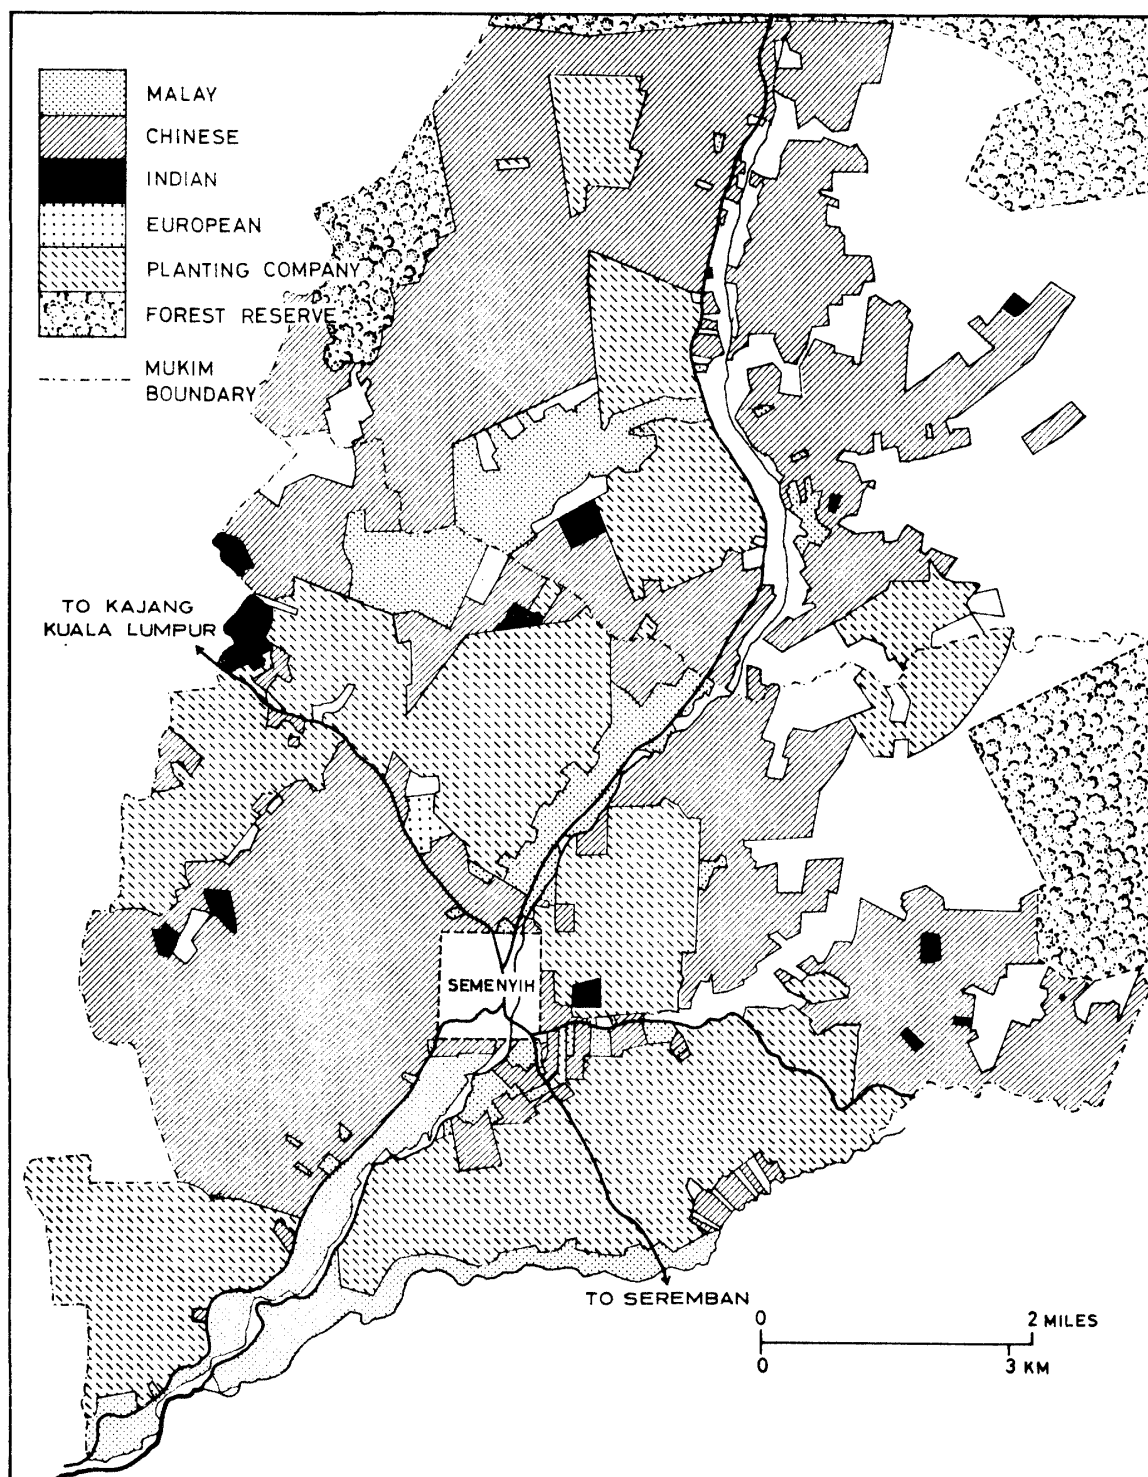 MALAY
CHINESE
INDIAN
EUROPEAN
PLANTING COMPANY
FOREST RESERVE
MUKIM
BOUNDARY
TO KAJANG
KUALA LUMPUR
SEMENYIH
TO SEREMBAN
0 2 MILES
0 3 KM